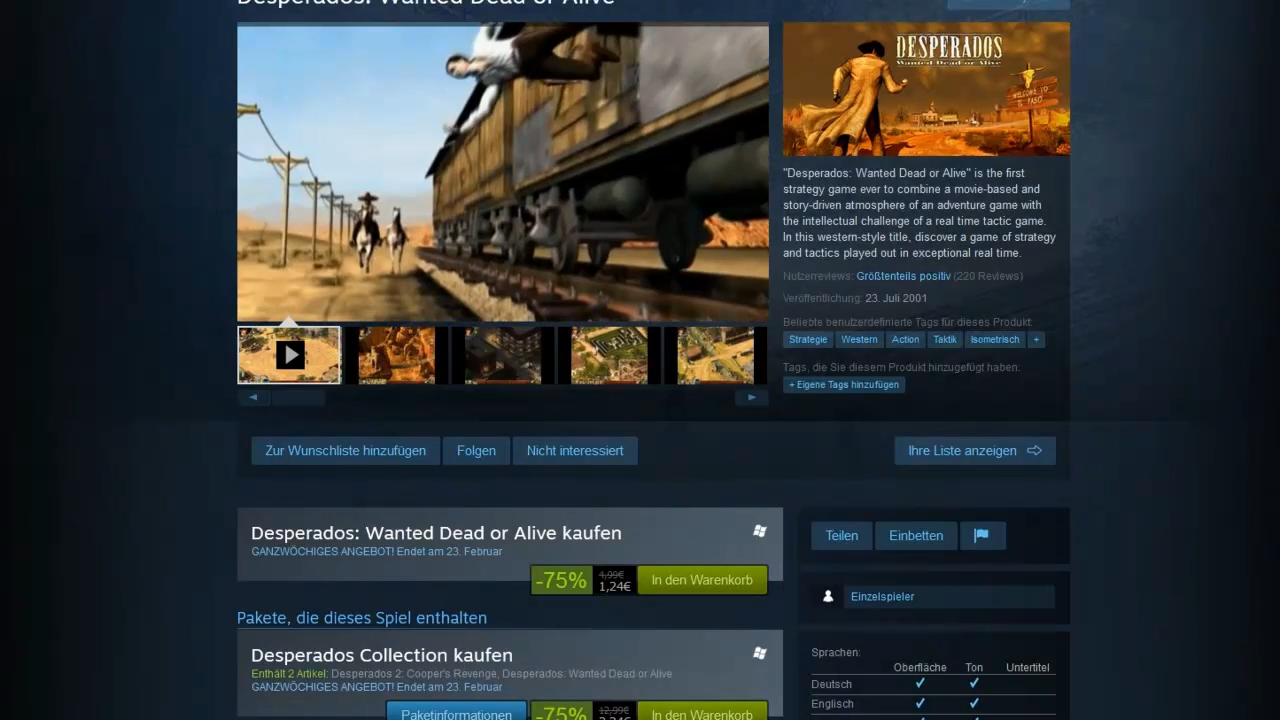 Desperados: Wanted Dead or Alive
DESPERADOS
Wanted Dead or Alive
WELCOME TO
EL PASO
"Desperados: Wanted Dead or Alive" is the first
strategy game ever to combine a movie-based and
story-driven atmosphere of an adventure game with
the intellectual challenge of a real time tactic game.
In this western-style title, discover a game of strategy
and tactics played out in exceptional real time.
Nutzerreviews: Größtenteils positiv (220 Reviews)
Veröffentlichung: 23. Juli 2001
Beliebte benutzerdefinierte Tags für dieses Produkt:
Strategie Western Action Taktik Isometrisch +
Tags, die Sie diesem Produkt hinzugefügt haben:
+ Eigene Tags hinzufügen
Zur Wunschliste hinzufügen Folgen Nicht interessiert Ihre Liste anzeigen
Desperados: Wanted Dead or Alive kaufen
GANZWÖCHIGES ANGEBOT! Endet am 23. Februar
-75% 4,99€ 1,24€ In den Warenkorb
Pakete, die dieses Spiel enthalten
Desperados Collection kaufen
Enthält 2 Artikel: Desperados 2: Cooper's Revenge, Desperados: Wanted Dead or Alive
GANZWÖCHIGES ANGEBOT! Endet am 23. Februar
Paketinformationen -75% 12,99€ In den Warenkorb
Teilen Einbetten
Einzelspieler
Sprachen:
Oberfläche Ton Untertitel
Deutsch
Englisch